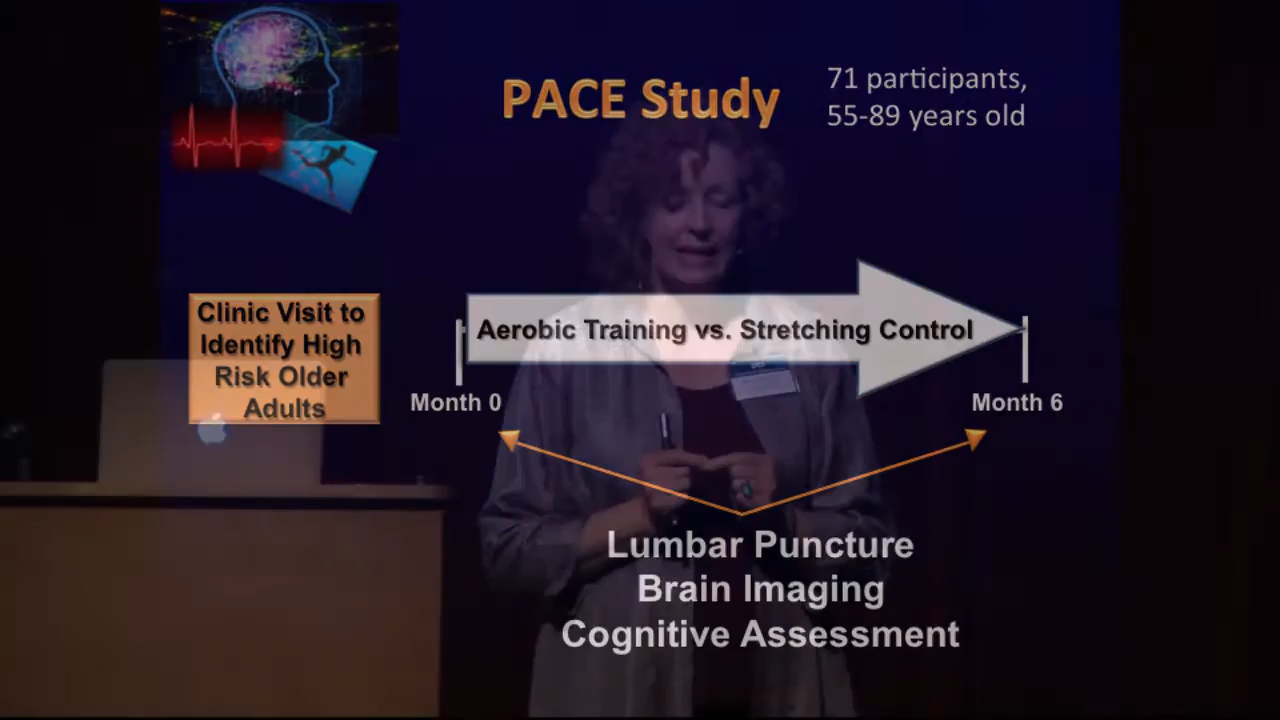 PACE Study
71 participants,
55-89 years old
Clinic Visit to
Identify High
Risk Older
Adults
Aerobic Training vs. Stretching Control
Month 0
Month 6
Lumbar Puncture
Brain Imaging
Cognitive Assessment